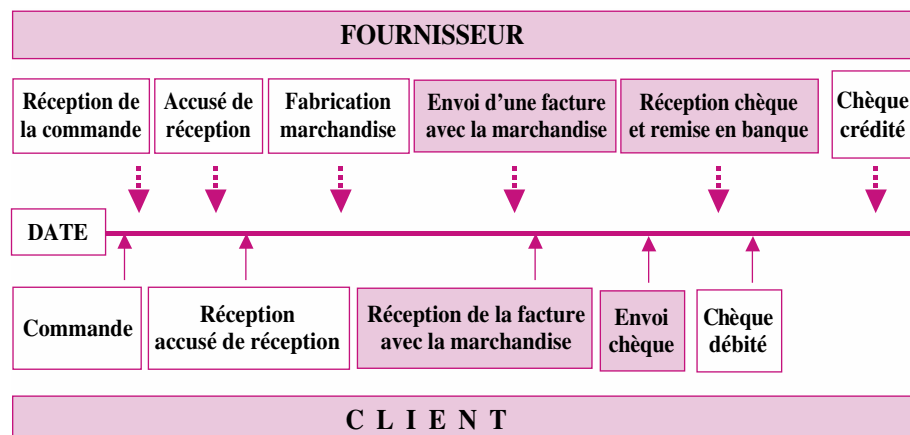 FOURNISSEUR
Réception de
la commande
Accusé de
réception
Fabrication
marchandise
Envoi d'une facture
avec la marchandise
Réception chèque
et remise en banque
Chèque
crédité
DATE
Commande
Réception
accusé de réception
Réception de la facture
avec la marchandise
Envoi
chèque
Chèque
débité
CLIENT